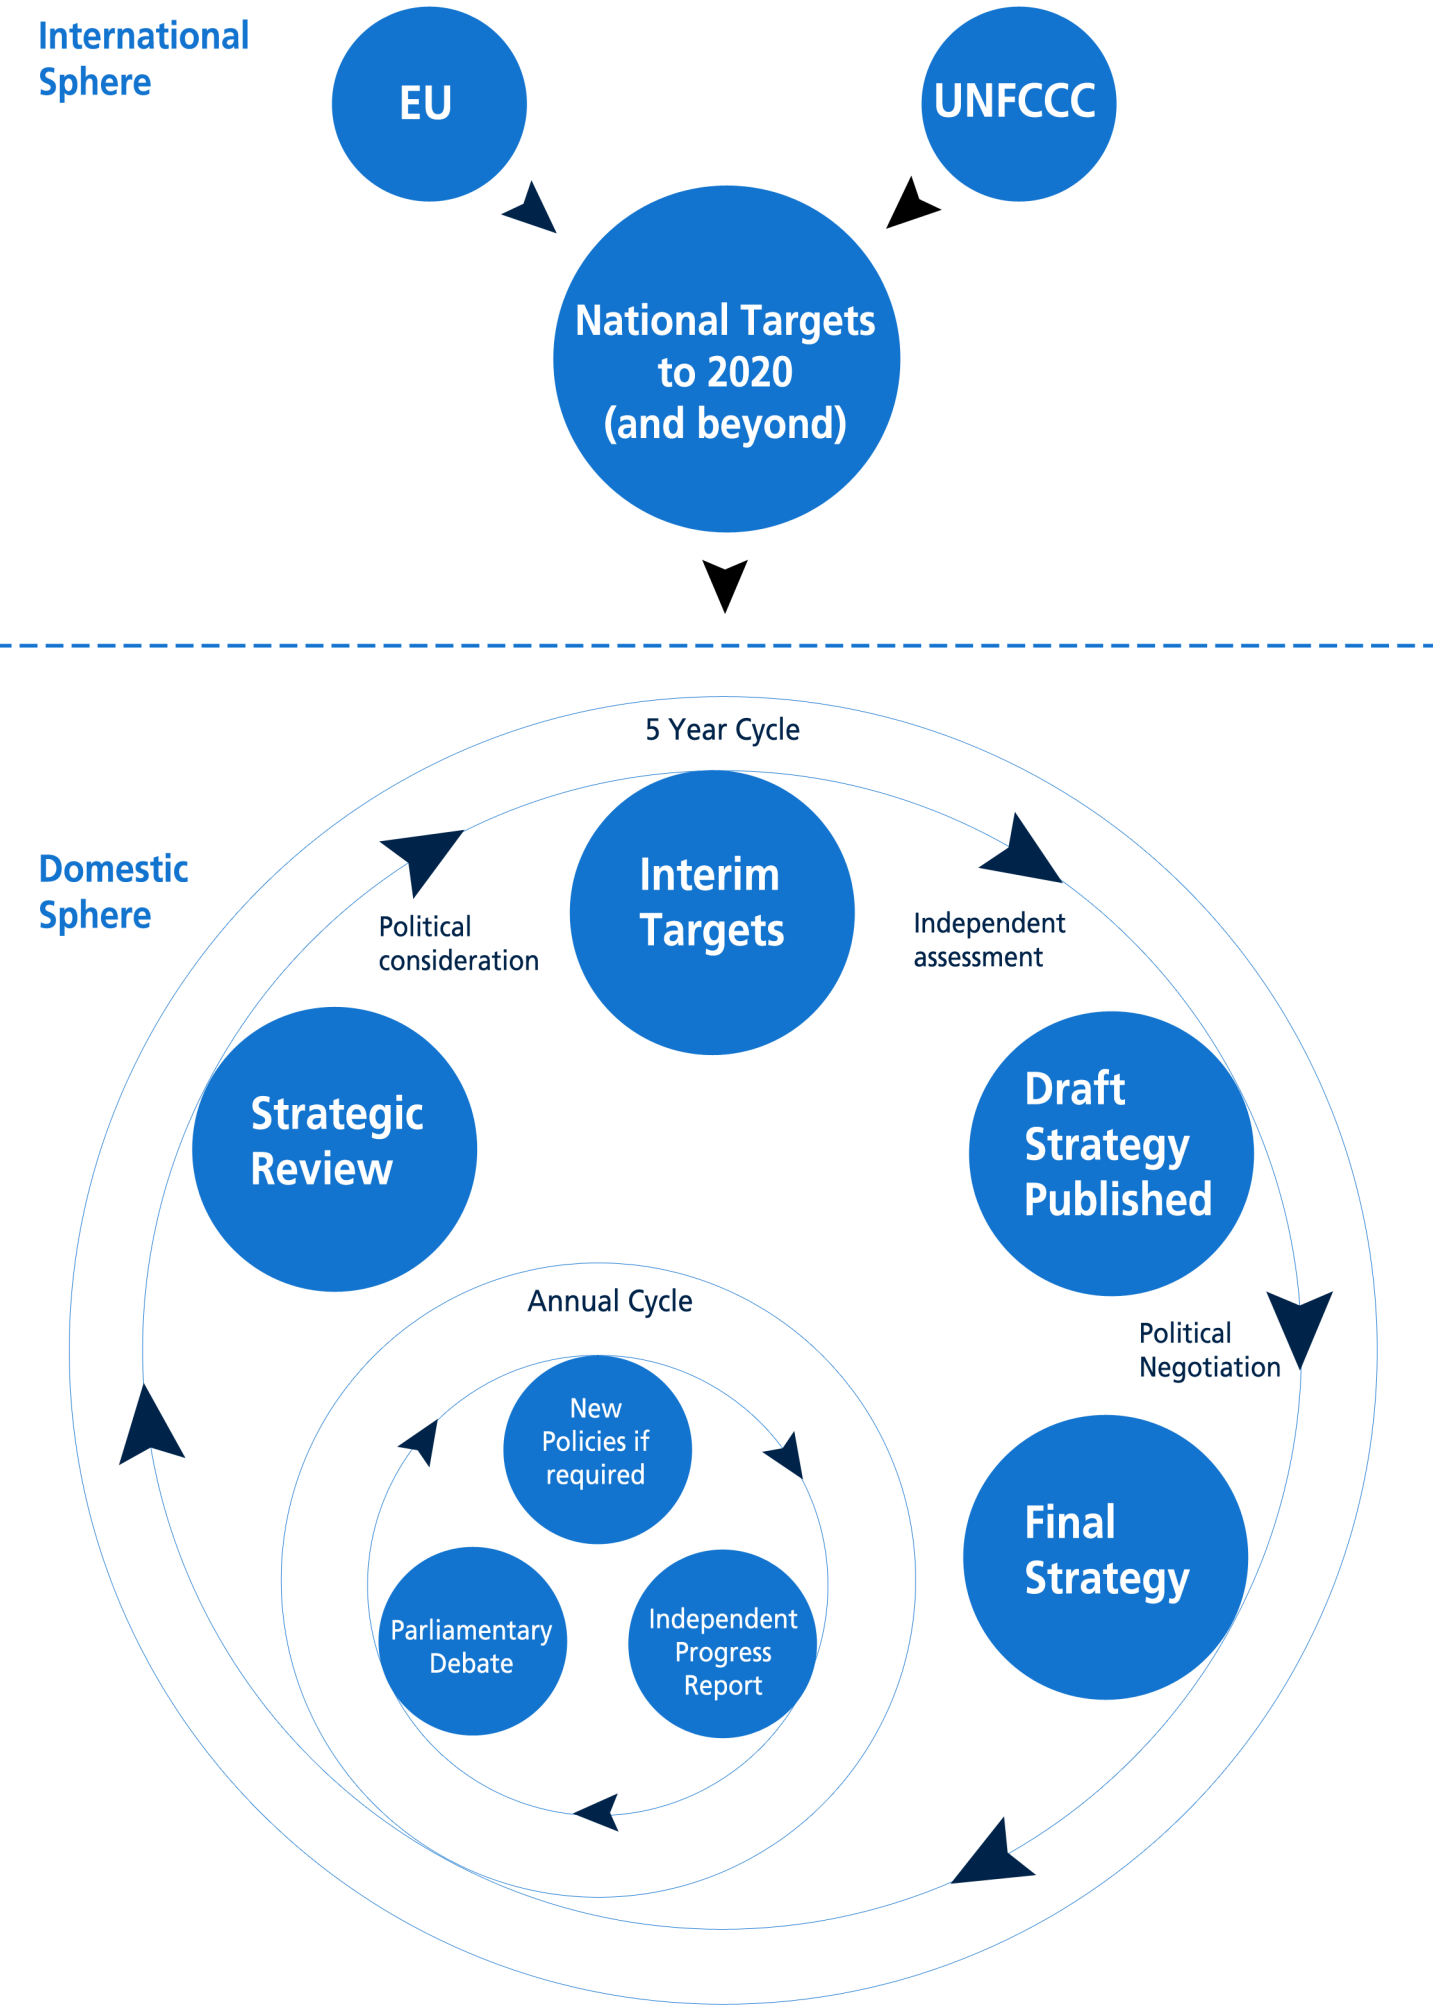 International
Sphere
EU
UNFCCC
National Targets
to 2020
(and beyond)
5 Year Cycle
Domestic
Sphere
Interim
Targets
Political
consideration
Independent
assessment
Strategic
Review
Draft
Strategy
Published
Annual Cycle
Political
Negotiation
New
Policies if
required
Final
Strategy
Parliamentary
Debate
Independent
Progress
Report